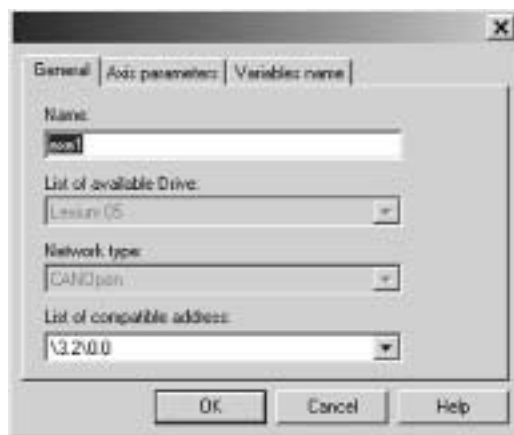 General Axis parameters Variables name
Name:
List of available Drive:
Lexium 05
Network type:
CANOpen
List of compatible address:
\3.2\0.0
OK Cancel Help